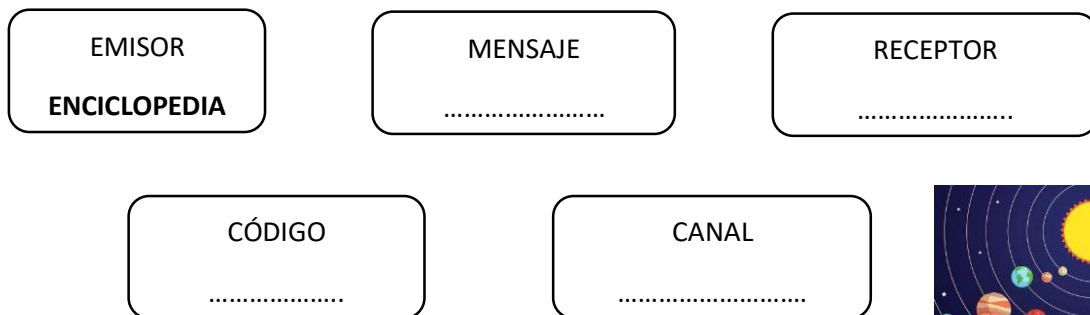 EMISOR
ENCICLOPEDIA
MENSAJE
........................
RECEPTOR
.......................
CÓDIGO
....................
CANAL
............................